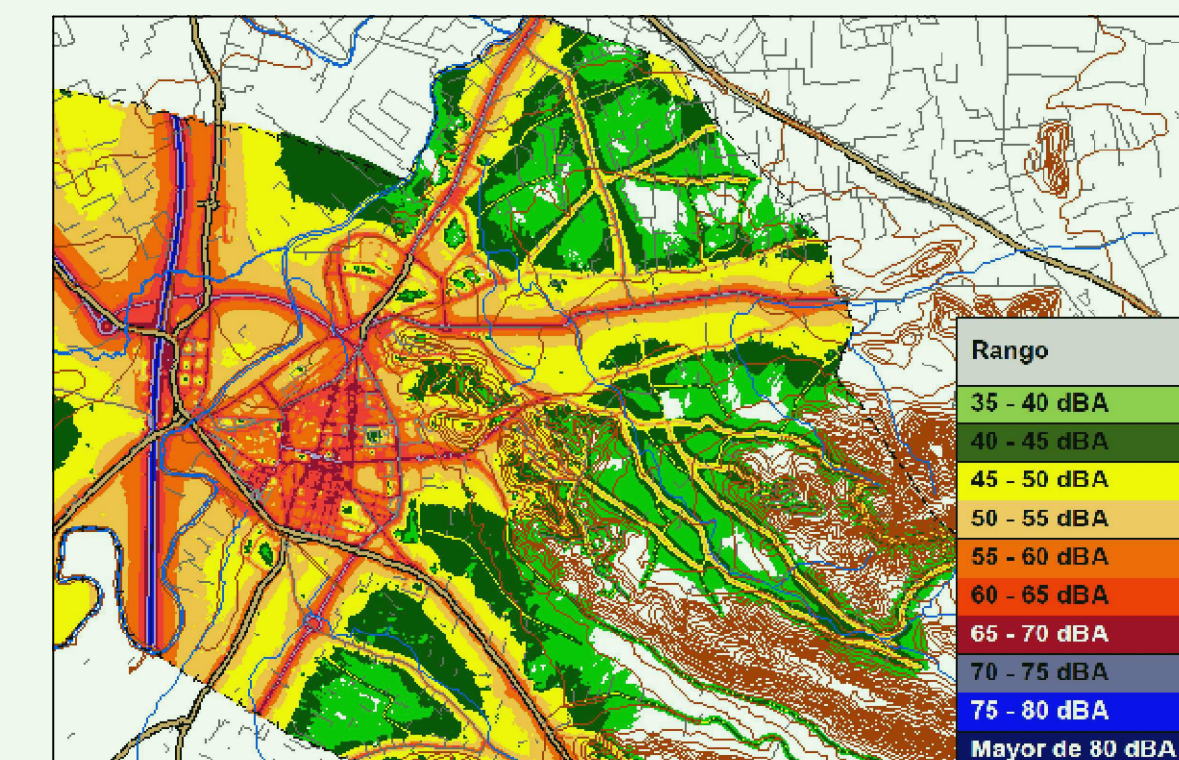 Rango
35 - 40 dBA
40 - 45 dBA
45 - 50 dBA
50 - 55 dBA
55 - 60 dBA
60 - 65 dBA
65 - 70 dBA
70 - 75 dBA
75 - 80 dBA
Mayor de 80 dBA